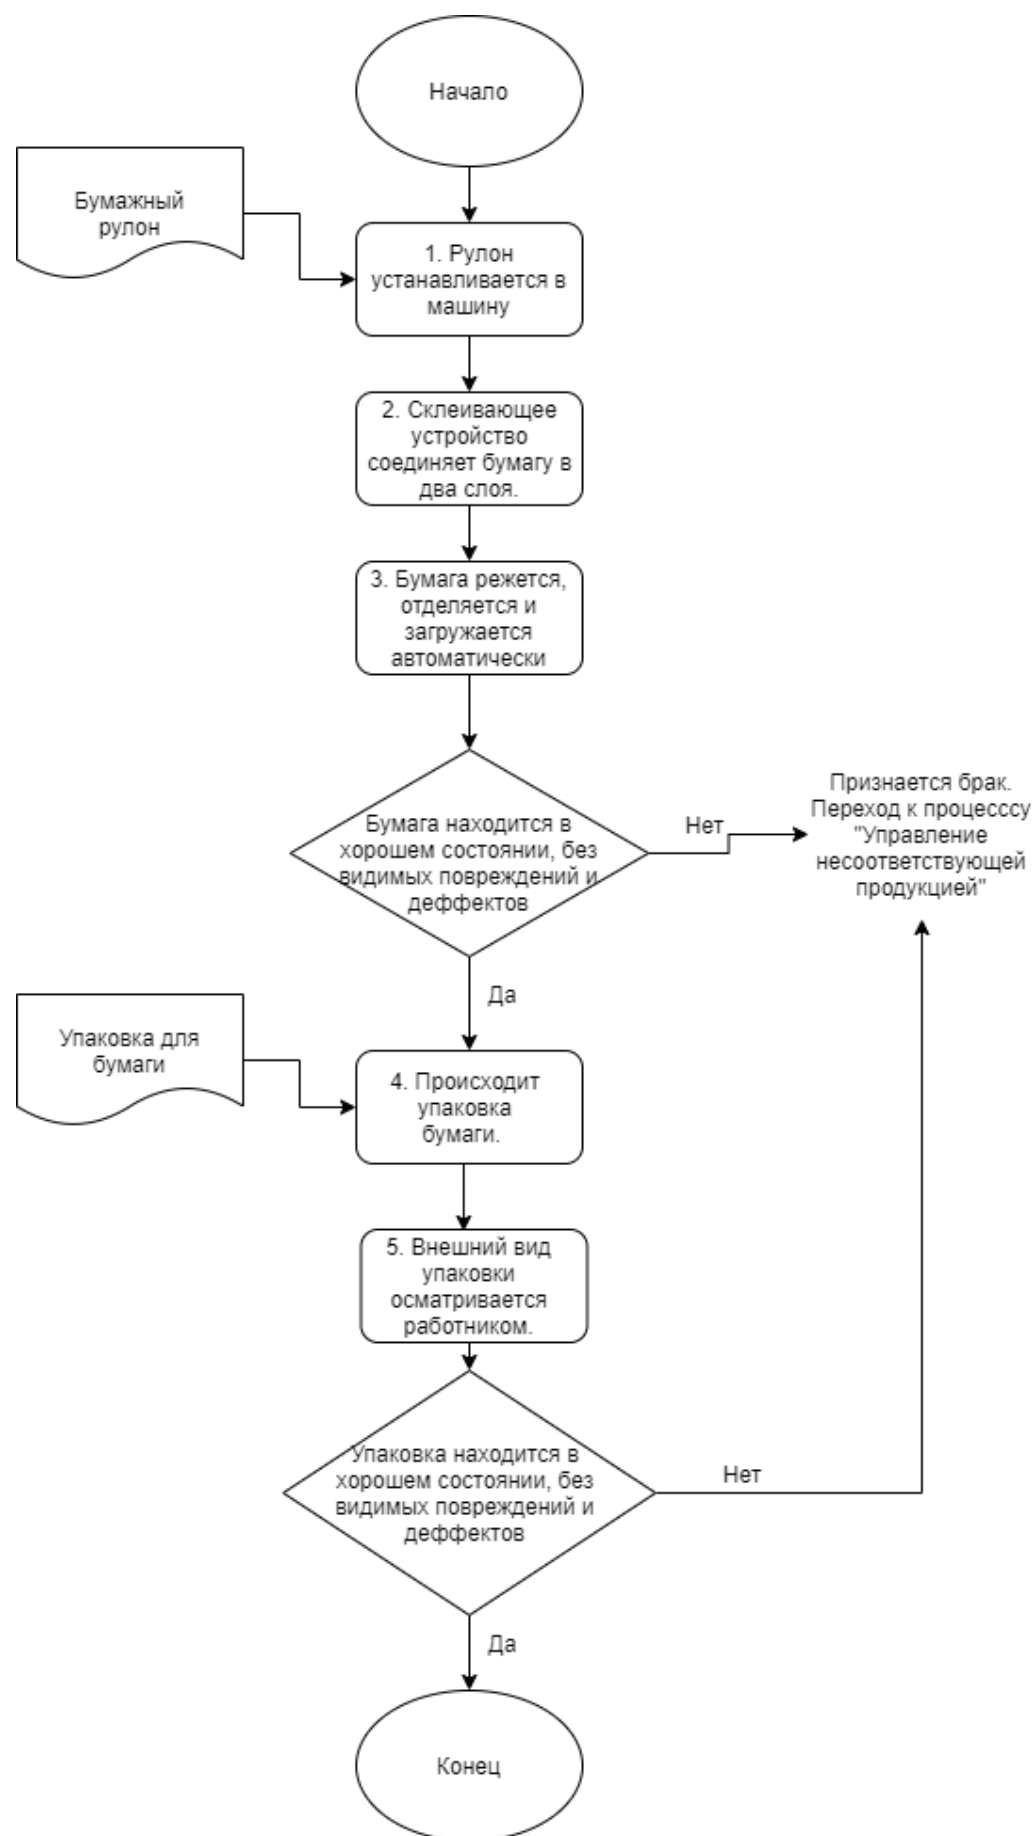 Начало
Бумажный
рулон
1. Рулон
устанавливается в
машину
2. Склеивающее
устройство
соединяет бумагу в
два слоя.
3. Бумага режется,
отделяется и
загружается
автоматически
Бумага находится в
хорошем состоянии, без
видимых повреждений и
деффектов
Нет
Признается брак.
Переход к процесссу
"Управление
несоответствующей
продукцией"
Да
Упаковка для
бумаги
4. Происходит
упаковка
бумаги.
5. Внешний вид
упаковки
осматривается
работником.
Упаковка находится в
хорошем состоянии, без
видимых повреждений и
деффектов
Нет
Да
Конец